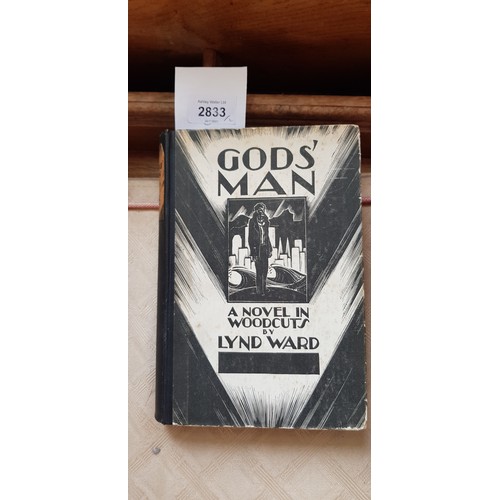 2833
GODS'
MAN
A NOVEL IN
WOODCUTS
BY
LYND WARD